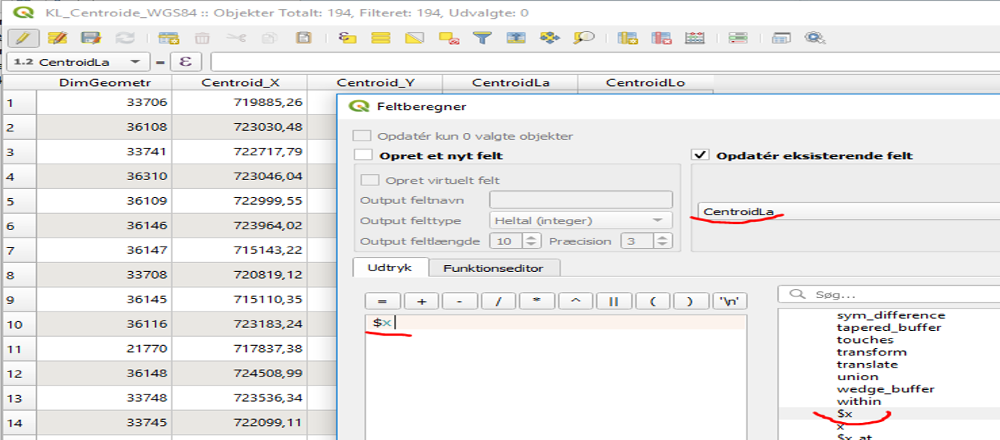 KL_Centroide_WGS84 :: Objekter Totalt: 194, Filteret: 194, Udvalgte: 0
1.2 CentroidLa = ε
DimGeometr Centroid_X Centroid_Y CentroidLa CentroidLo
1 33706 719885,26
2 36108 723030,48
3 33741 722717,79
4 36310 723046,04
5 36109 722999,55
6 36146 723964,02
7 36147 715143,22
8 33708 720819,12
9 36145 715110,35
10 36116 723183,24
11 21770 717837,38
12 36148 724508,99
13 33748 723536,34
14 33745 722099,11
Feltberegner
Opdatér kun 0 valgte objekter
Opret et nyt felt
Opdatér eksisterende felt
Opret virtuelt felt
Output feltnavn
Output felttype Heltal (integer)
Output feltlængde 10 Præcision 3
CentroidLa
Udtryk Funktionseditor
= + - / * ^ || ( ) '\n'
$x
Søg...
sym_difference
tapered_buffer
touches
transform
translate
union
wedge_buffer
within
$x
x
$x_at